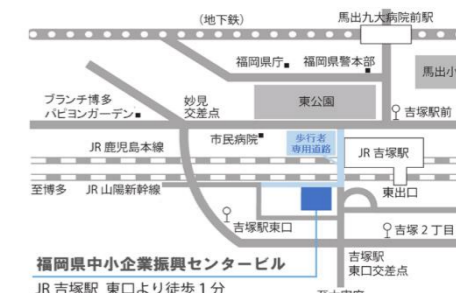 (地下鉄)
馬出九大病院前駅
福岡県庁■ 福岡県警本部■
馬出小
ブランチ博多
パピヨンガーデン■
妙見
交差点
東公園
吉塚駅前
JR 鹿児島本線
市民病院■
歩行者
専用道路
JR 吉塚駅
至博多 JR 山陽新幹線
東出口
吉塚駅東口
吉塚 2 丁目
福岡県中小企業振興センタービル
吉塚駅
東口交差点
JR 吉塚駅 東口より徒歩 1 分